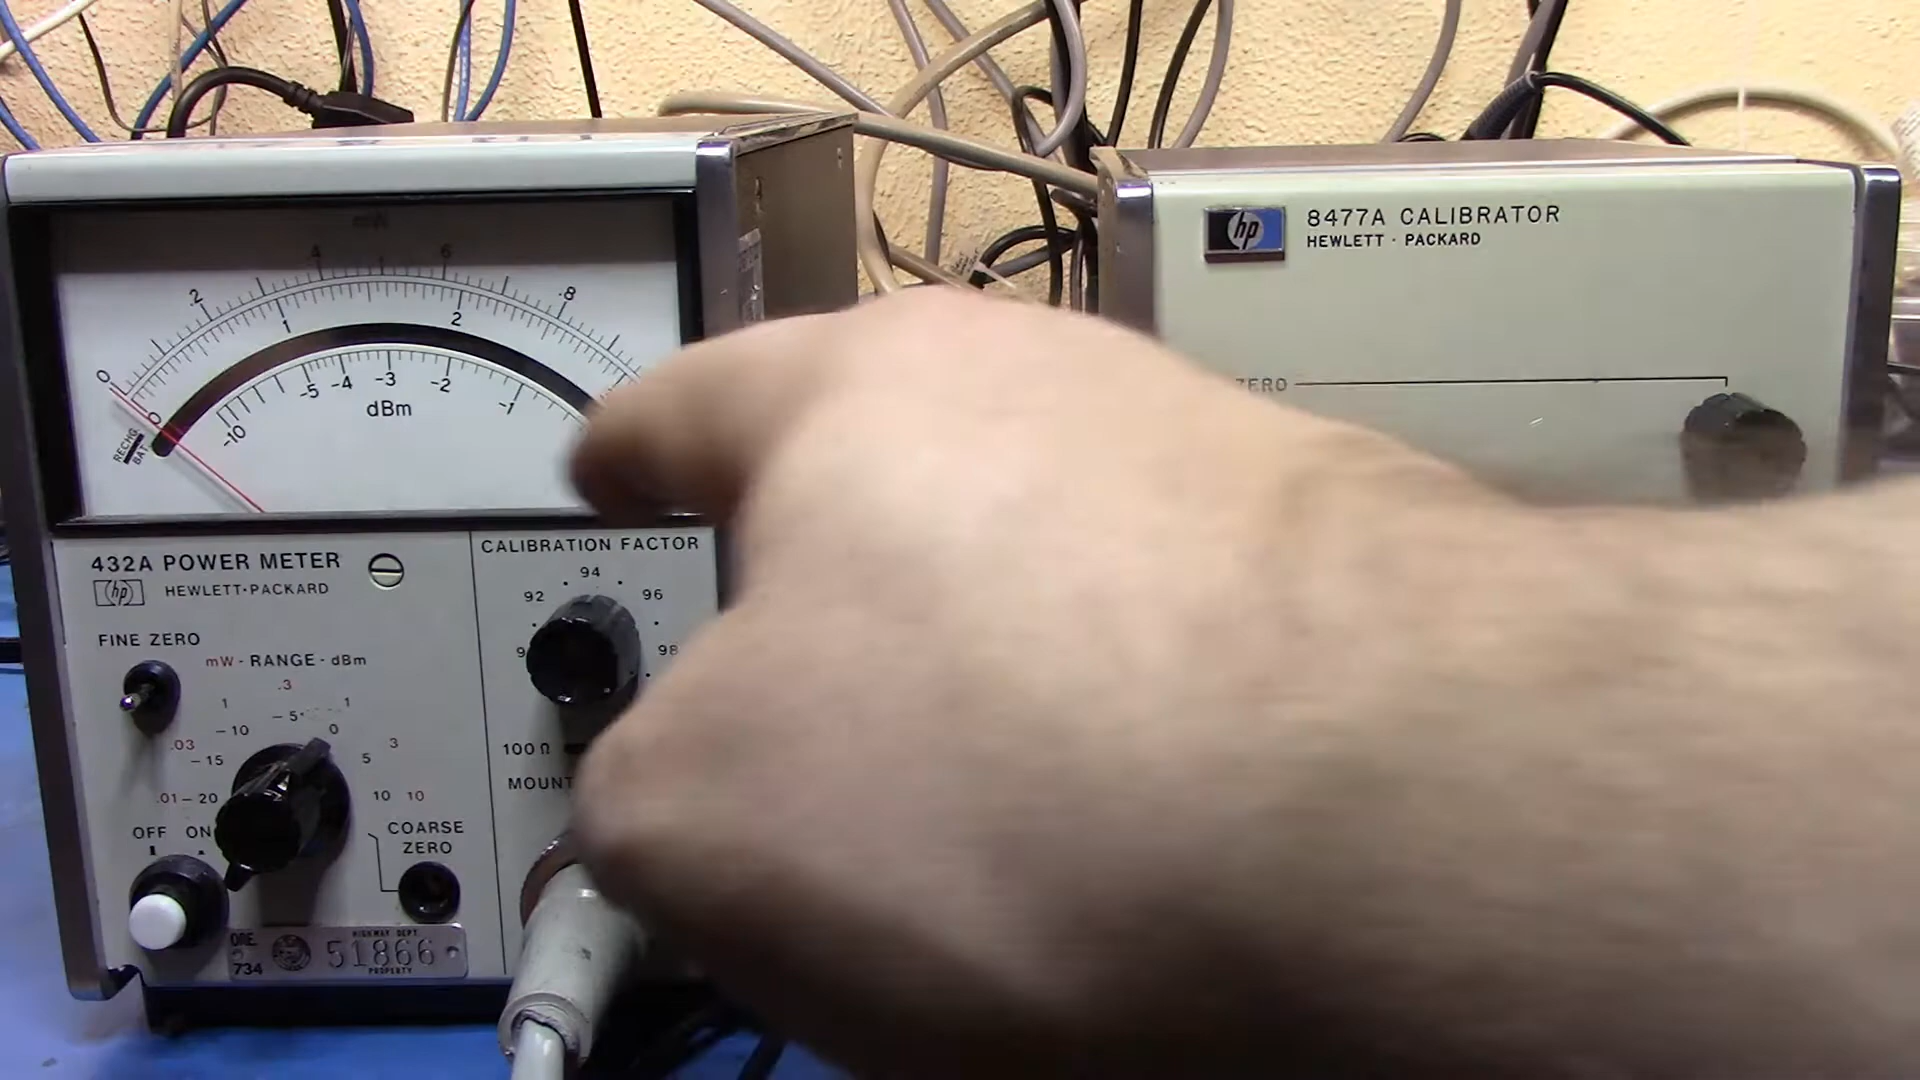 mW
.2
4
6
.8
0
1
2
0
RECHG.
BAT.
-10
-5
-4
-3
-2
-1
dBm
432A POWER METER
hp
HEWLETT·PACKARD
FINE ZERO
mW - RANGE - dBm
.3
1
-5
1
-10
0
3
.03
-15
5
.01 -20
10 10
OFF ON
COARSE
ZERO
HIGHWAY DEPT.
51866
PROPERTY
734
CALIBRATION FACTOR
94
92
96
98
100Ω
MOUNT
hp
8477A CALIBRATOR
HEWLETT · PACKARD
ZERO